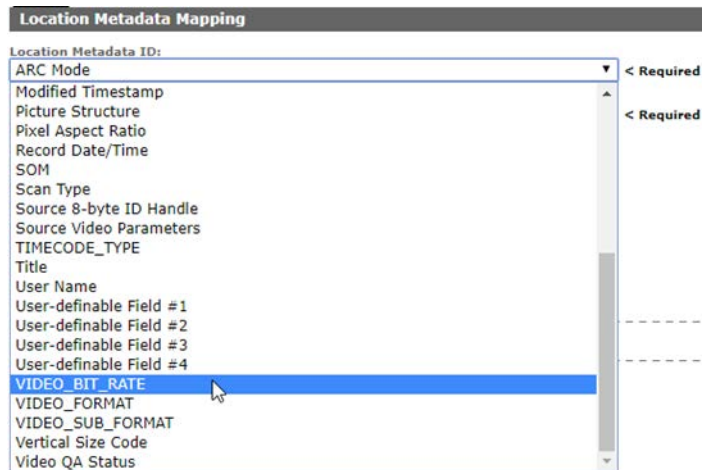 Location Metadata Mapping
Location Metadata ID:
ARC Mode
< Required
Modified Timestamp
Picture Structure
< Required
Pixel Aspect Ratio
Record Date/Time
SOM
Scan Type
Source 8-byte ID Handle
Source Video Parameters
TIMECODE_TYPE
Title
User Name
User-definable Field #1
User-definable Field #2
User-definable Field #3
User-definable Field #4
VIDEO_BIT_RATE
VIDEO_FORMAT
VIDEO_SUB_FORMAT
Vertical Size Code
Video QA Status